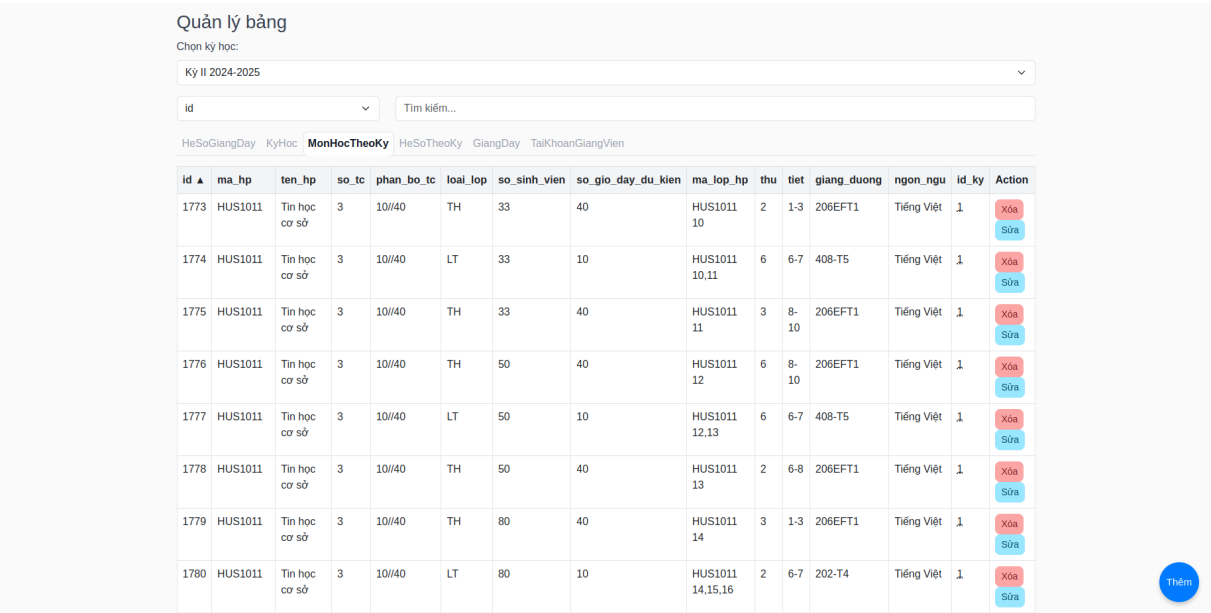 Quản lý bảng
Chọn kỳ học:
Kỳ II 2024-2025
id Tìm kiếm...
HeSoGiangDay KyHoc MonHocTheoKy HeSoTheoKy GiangDay TaiKhoanGiangVien
id ▲ ma_hp ten_hp so_tc phan_bo_tc loai_lop so_sinh_vien so_gio_day_du_kien ma_lop_hp thu tiet giang_duong ngon_ngu id_ky Action
1773 HUS1011 Tin học 3 10//40 TH 33 40 HUS1011 2 1-3 206EFT1 Tiếng Việt 1 Xóa
cơ sở 10 Sửa
1774 HUS1011 Tin học 3 10//40 LT 33 10 HUS1011 6 6-7 408-T5 Tiếng Việt 1 Xóa
cơ sở 10,11 Sửa
1775 HUS1011 Tin học 3 10//40 TH 33 40 HUS1011 3 8- 206EFT1 Tiếng Việt 1 Xóa
cơ sở 11 10 Sửa
1776 HUS1011 Tin học 3 10//40 TH 50 40 HUS1011 6 8- 206EFT1 Tiếng Việt 1 Xóa
cơ sở 12 10 Sửa
1777 HUS1011 Tin học 3 10//40 LT 50 10 HUS1011 6 6-7 408-T5 Tiếng Việt 1 Xóa
cơ sở 12,13 Sửa
1778 HUS1011 Tin học 3 10//40 TH 50 40 HUS1011 2 6-8 206EFT1 Tiếng Việt 1 Xóa
cơ sở 13 Sửa
1779 HUS1011 Tin học 3 10//40 TH 80 40 HUS1011 3 1-3 206EFT1 Tiếng Việt 1 Xóa
cơ sở 14 Sửa
1780 HUS1011 Tin học 3 10//40 LT 80 10 HUS1011 2 6-7 202-T4 Tiếng Việt 1 Xóa
cơ sở 14,15,16 Sửa
Thêm